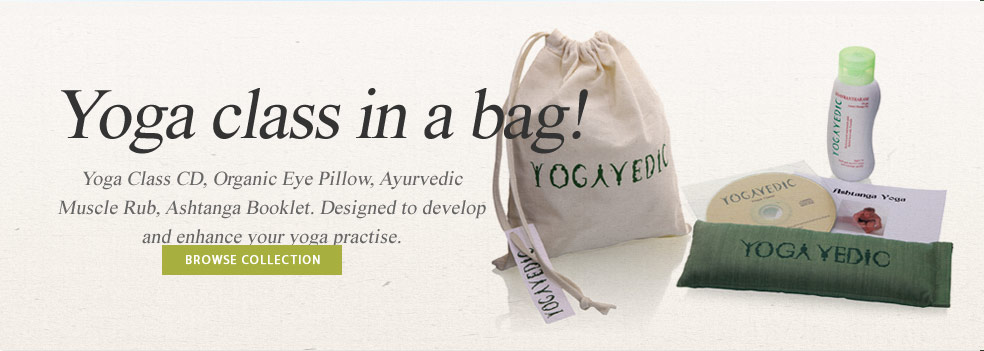 Yoga class in a bag!
Yoga Class CD, Organic Eye Pillow, Ayurvedic
Muscle Rub, Ashtanga Booklet. Designed to develop
and enhance your yoga practise.
BROWSE COLLECTION
YOGAYEDIC
YOGAYEDIC
YOGAYEDIC
YOGAYEDIC
YOGAYEDIC
Ashtanga Yoga
YOGAYEDIC